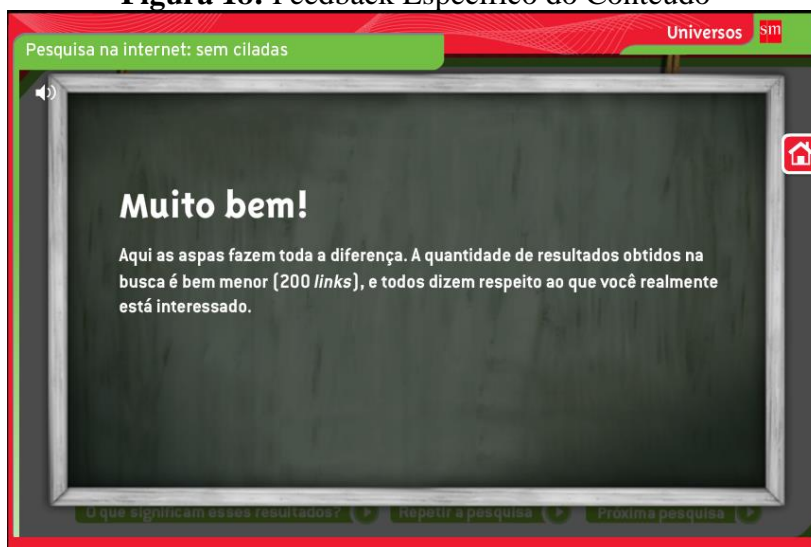 Figura 18: Feedback Específico do Conteúdo
Universos sm
Pesquisa na internet: sem ciladas
Muito bem!
Aqui as aspas fazem toda a diferença. A quantidade de resultados obtidos na
busca é bem menor (200 links), e todos dizem respeito ao que você realmente
está interessado.
O que significam esses resultados? Repetir a pesquisa Próxima pesquisa